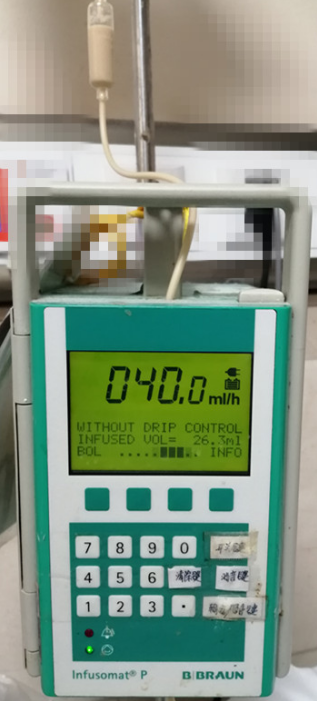 040.0 ml/h
WITHOUT DRIP CONTROL
INFUSED VOL= 26.3ml
BOL INFO
7 8 9 0
4 5 6
1 2 3 .
Infusomat® P B|BRAUN